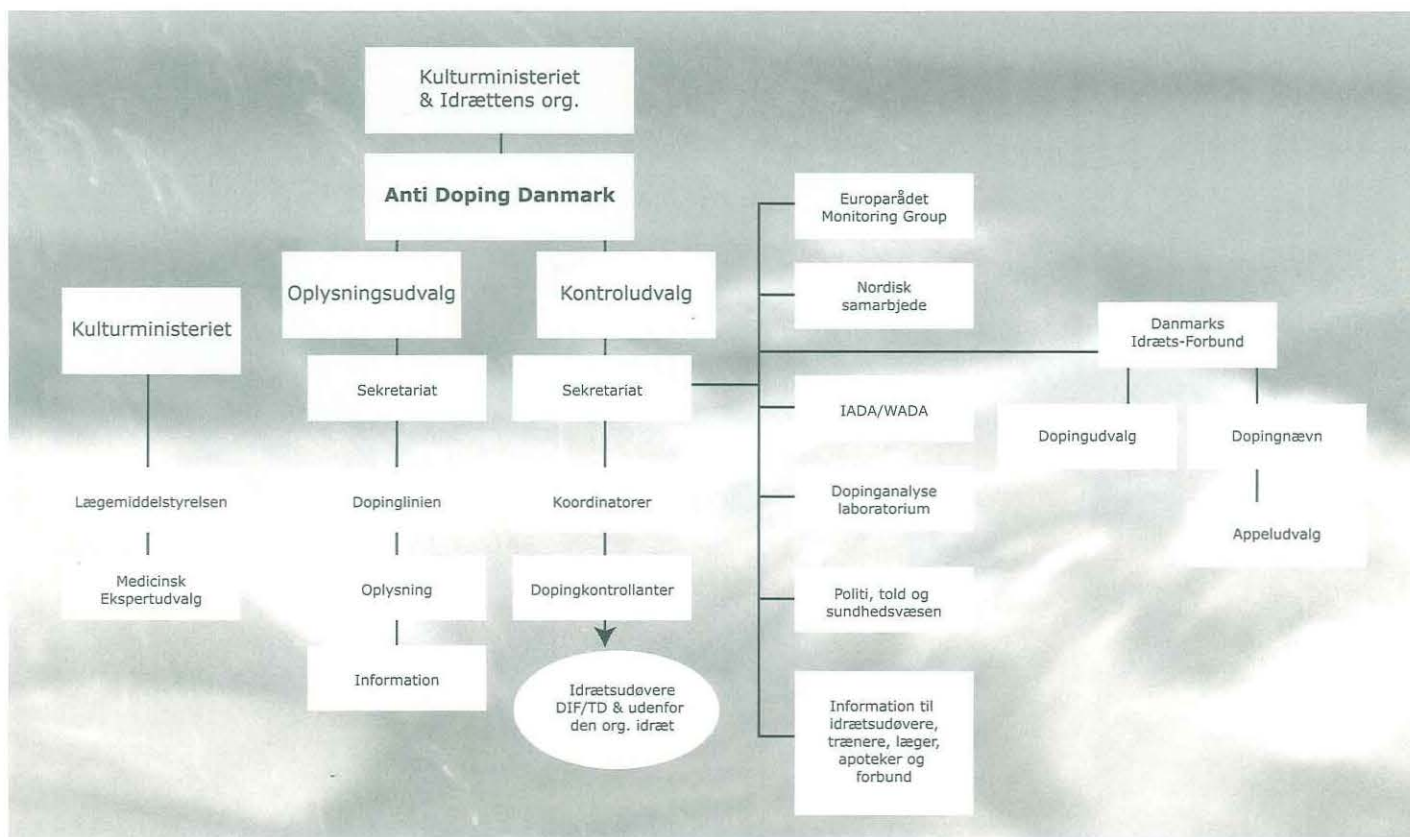 Kulturministeriet
& Idrættens org.
Anti Doping Danmark
Oplysningsudvalg
Kontroludvalg
Kulturministeriet
Sekretariat
Sekretariat
Lægemiddelstyrelsen
Dopinglinien
Koordinatorer
Medicinsk
Ekspertudvalg
Oplysning
Dopingkontrollanter
Information
Idrætsudøvere
DIF/TD & udenfor
den org. idræt
Europarådet
Monitoring Group
Nordisk
samarbjede
IADA/WADA
Dopinganalyse
laboratorium
Politi, told og
sundhedsvæsen
Information til
idrætsudøvere,
trænere, læger,
apoteker og
forbund
Danmarks
Idræts-Forbund
Dopingudvalg
Dopingnævn
Appeludvalg